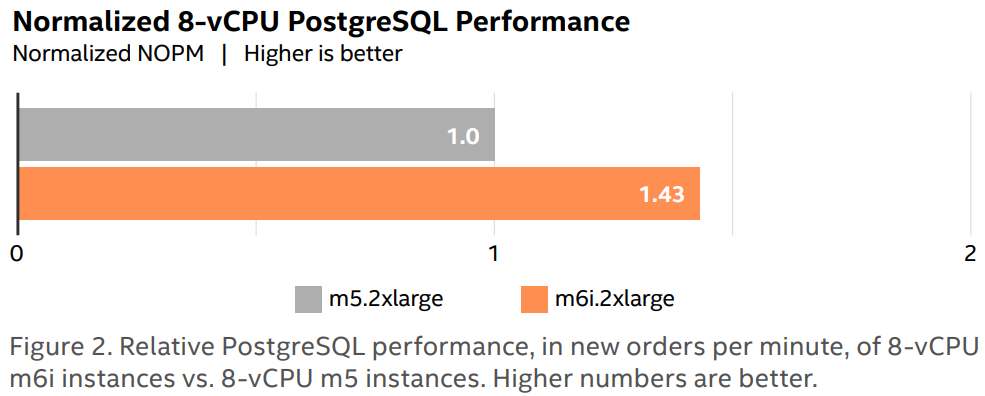 Normalized 8-vCPU PostgreSQL Performance
Normalized NOPM | Higher is better
1.0
1.43
0 1 2
m5.2xlarge m6i.2xlarge
Figure 2. Relative PostgreSQL performance, in new orders per minute, of 8-vCPU
m6i instances vs. 8-vCPU m5 instances. Higher numbers are better.